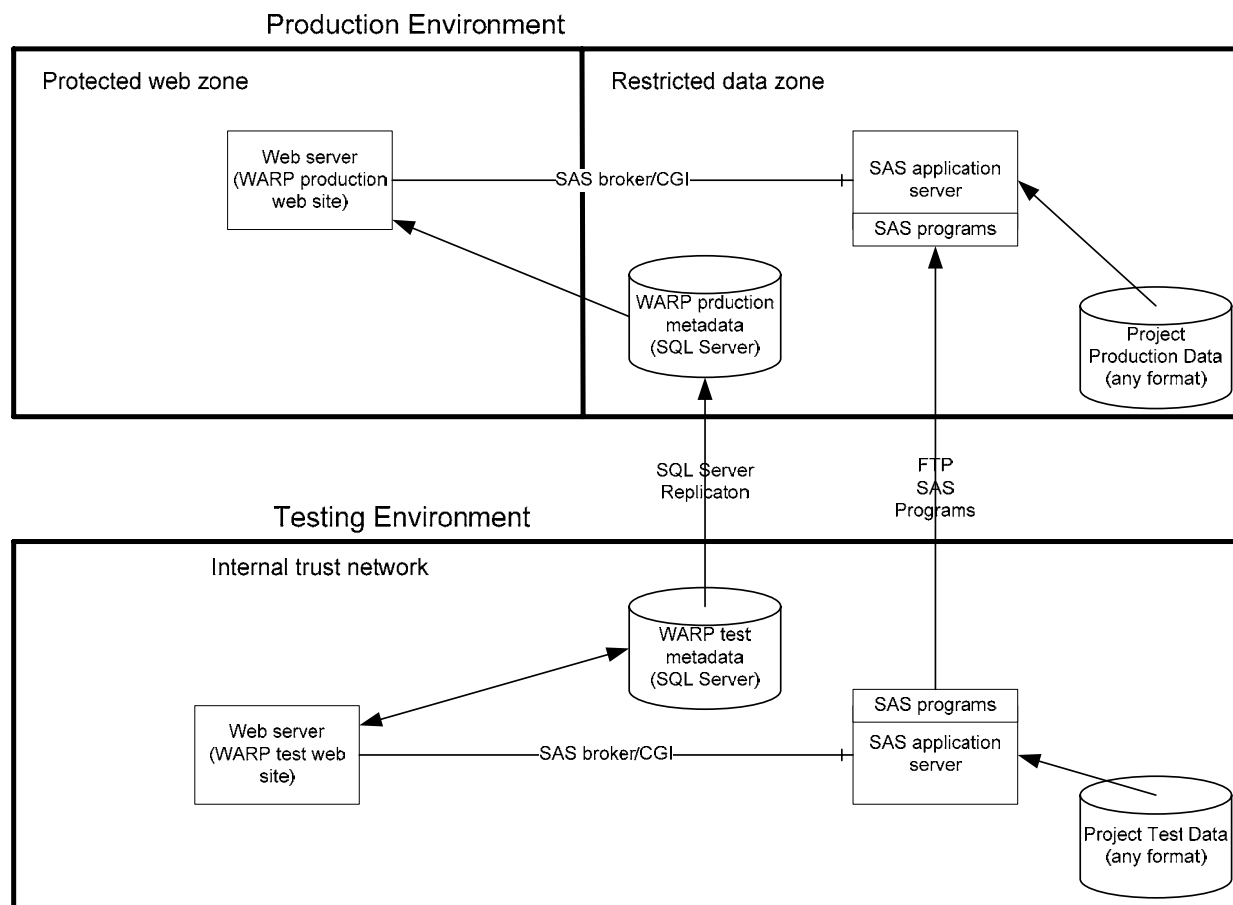 Production Environment
Protected web zone
Restricted data zone
Web server
(WARP production
web site)
SAS broker/CGI
SAS application
server
SAS programs
WARP prduction
metadata
(SQL Server)
Project
Production Data
(any format)
SQL Server
Replicaton
FTP
SAS
Programs
Testing Environment
Internal trust network
WARP test
metadata
(SQL Server)
Web server
(WARP test web
site)
SAS broker/CGI
SAS programs
SAS application
server
Project Test Data
(any format)